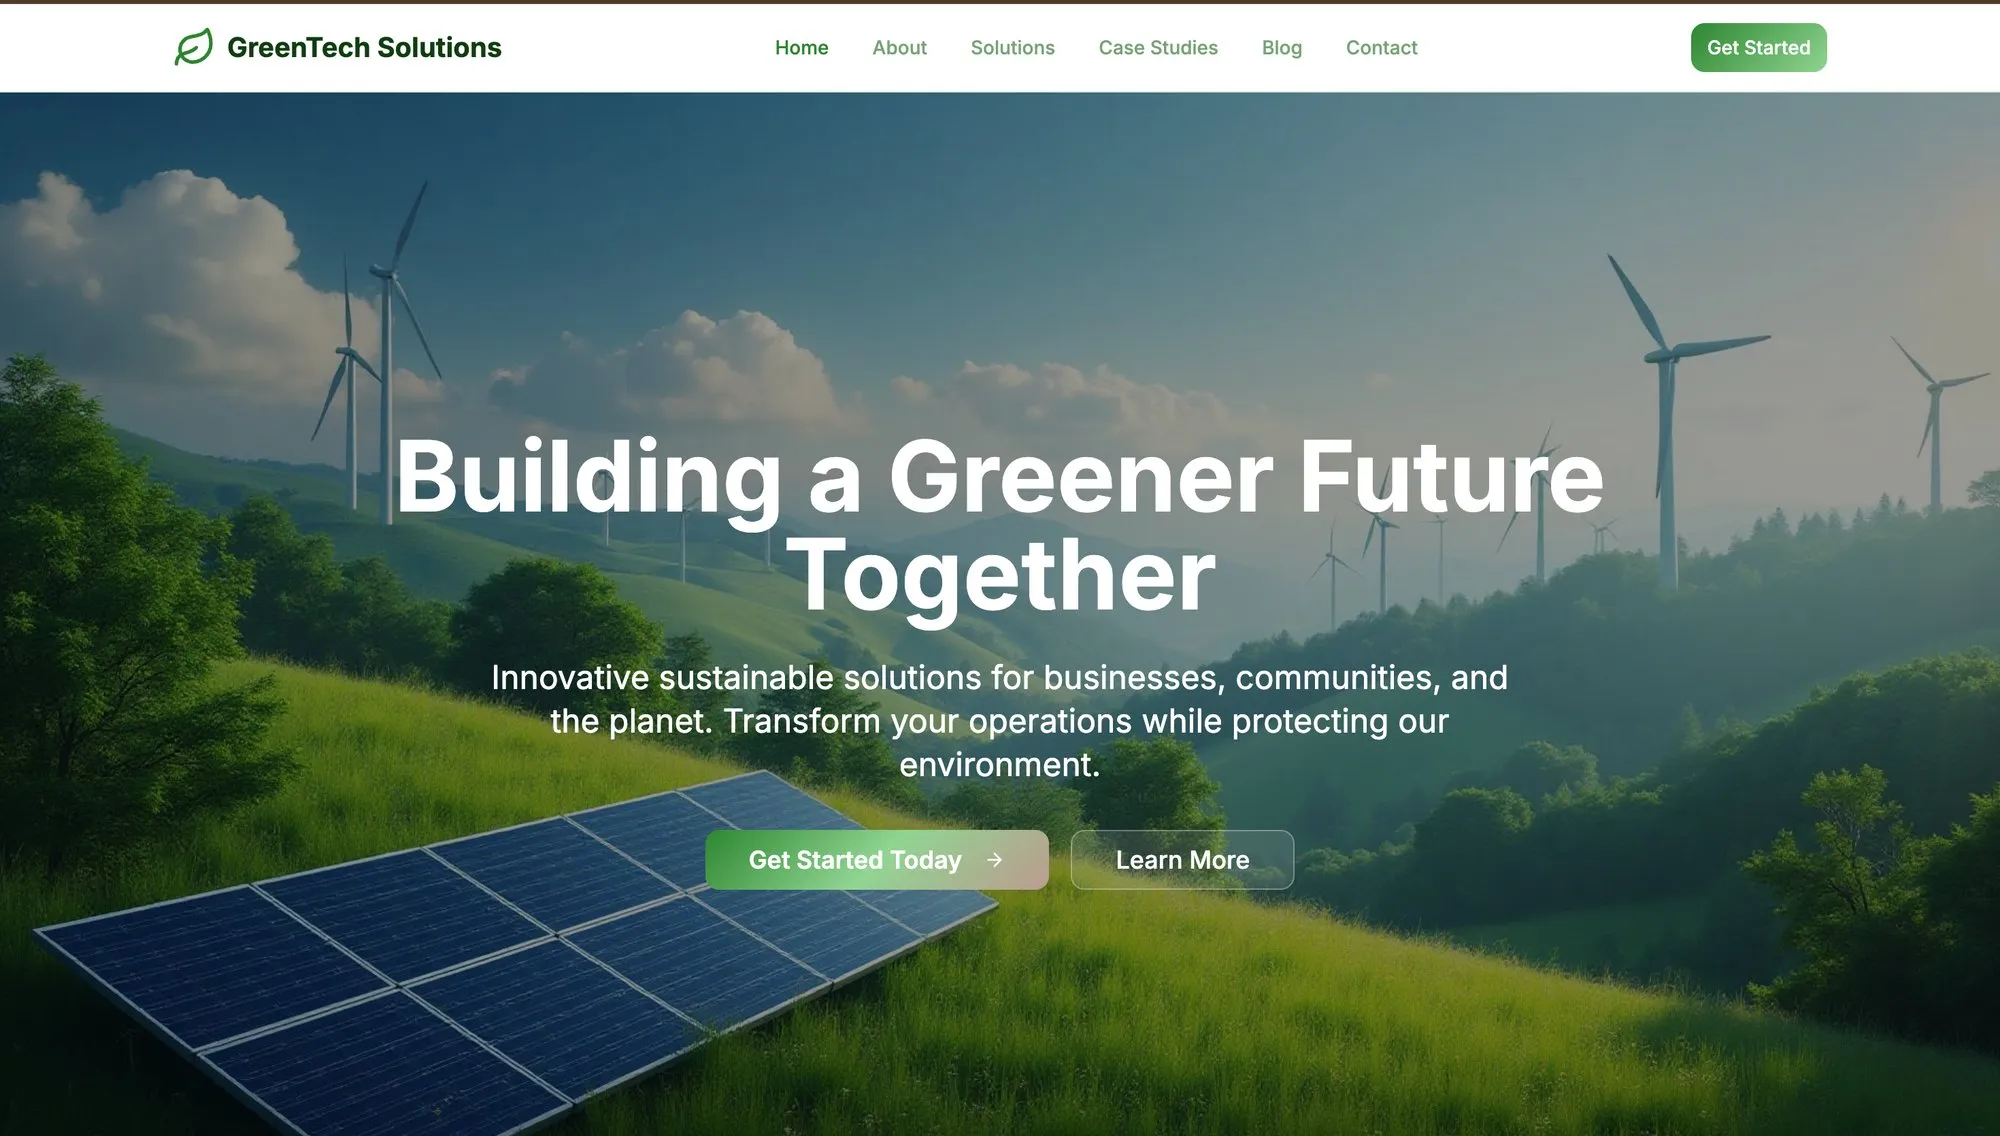 GreenTech Solutions
Home
About
Solutions
Case Studies
Blog
Contact
Get Started
Building a Greener Future
Together
Innovative sustainable solutions for businesses, communities, and
the planet. Transform your operations while protecting our
environment.
Get Started Today →
Learn More